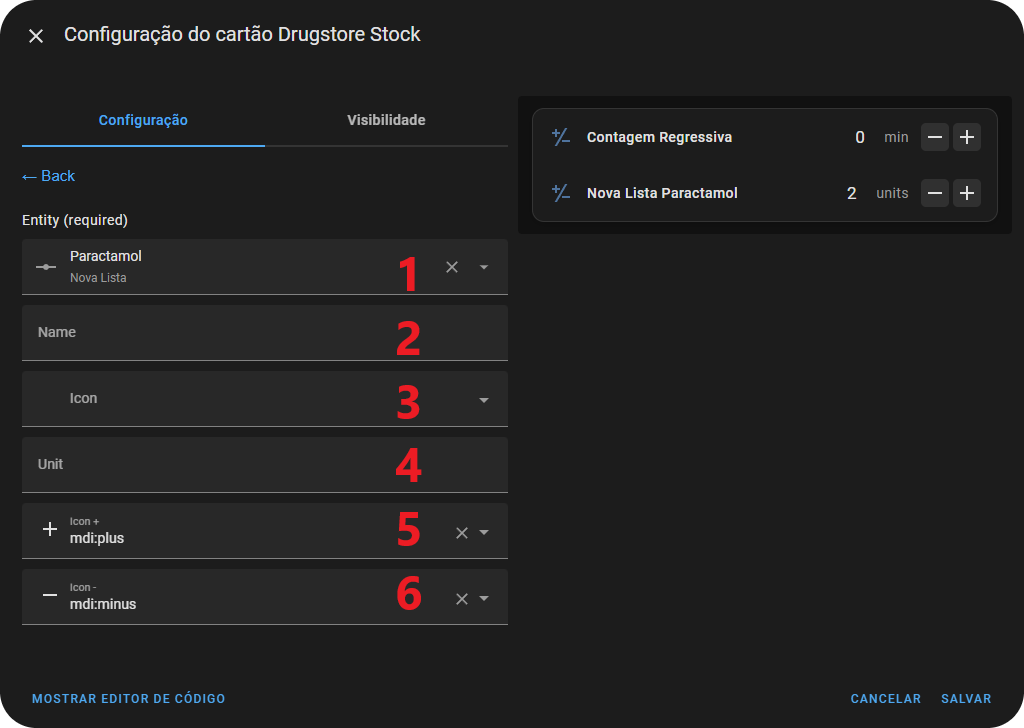 Configuração do cartão Drugstore Stock
Configuração
Visibilidade
← Back
Entity (required)
Paractamol
Nova Lista
1
Name
2
Icon
3
Unit
4
Icon +
mdi:plus
5
Icon -
mdi:minus
6
Contagem Regressiva 0 min
Nova Lista Paractamol 2 units
MOSTRAR EDITOR DE CÓDIGO
CANCELAR
SALVAR